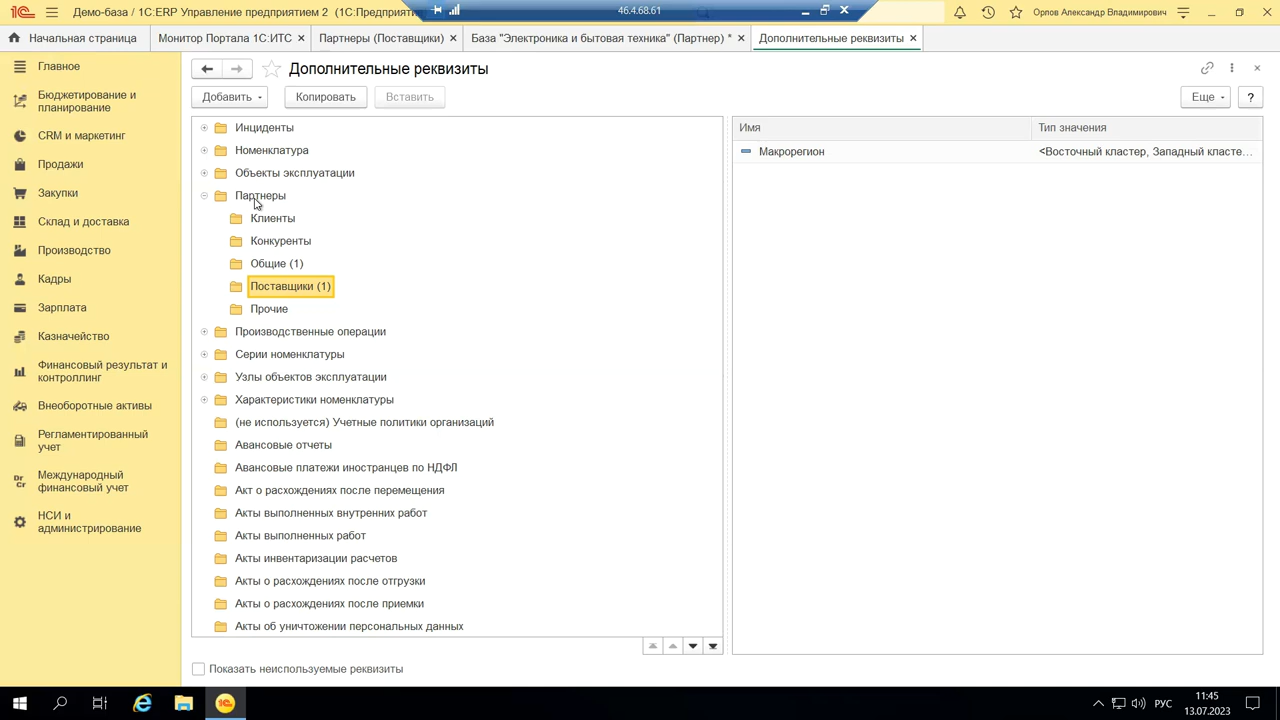 Демо-база / 1С:ERP Управление предприятием 2 (1С:Предприяти
46.4.68.61
Орлов Александр Владимирович
Начальная страница
Монитор Портала 1С:ИТС
Партнеры (Поставщики)
База "Электроника и бытовая техника" (Партнер) *
Дополнительные реквизиты
Главное
Бюджетирование и
планирование
CRM и маркетинг
Продажи
Закупки
Склад и доставка
Производство
Кадры
Зарплата
Казначейство
Финансовый результат и
контроллинг
Внеоборотные активы
Регламентированный
учет
Международный
финансовый учет
НСИ и
администрирование
Дополнительные реквизиты
Добавить
Копировать
Вставить
Еще
?
Инциденты
Номенклатура
Объекты эксплуатации
Партнеры
Клиенты
Конкуренты
Общие (1)
Поставщики (1)
Прочие
Производственные операции
Серии номенклатуры
Узлы объектов эксплуатации
Характеристики номенклатуры
(не используется) Учетные политики организаций
Авансовые отчеты
Авансовые платежи иностранцев по НДФЛ
Акт о расхождениях после перемещения
Акты выполненных внутренних работ
Акты выполненных работ
Акты инвентаризации расчетов
Акты о расхождениях после отгрузки
Акты о расхождениях после приемки
Акты об уничтожении персональных данных
Имя
Тип значения
Макрорегион
<Восточный кластер, Западный класте...
Показать неиспользуемые реквизиты
РУС
11:45
13.07.2023